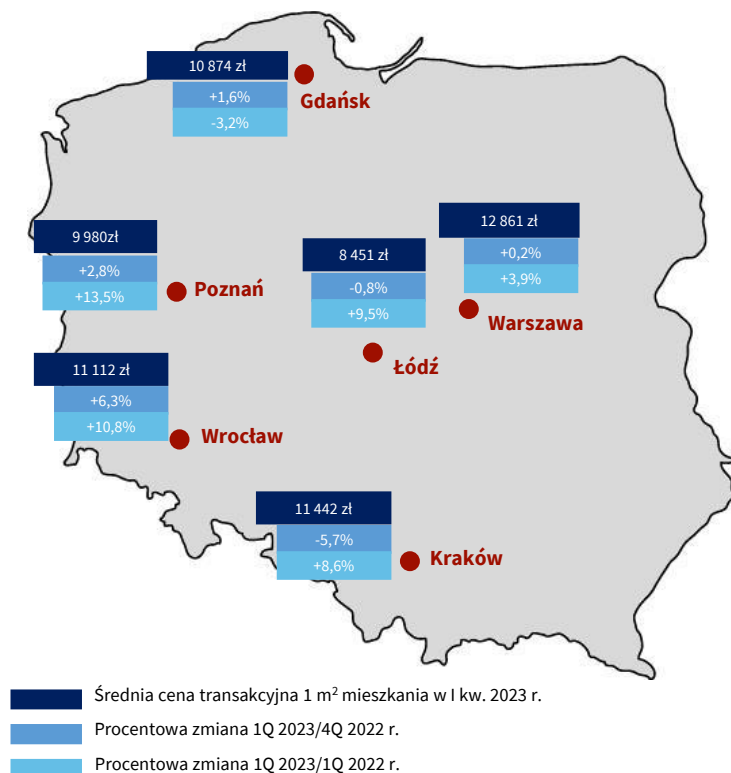 10 874 zł
+1,6%
-3,2%
Gdańsk
12 861 zł
+0,2%
+3,9%
Warszawa
9 980zł
+2,8%
+13,5%
Poznań
8 451 zł
-0,8%
+9,5%
Łódź
11 112 zł
+6,3%
+10,8%
Wrocław
11 442 zł
-5,7%
+8,6%
Kraków
Średnia cena transakcyjna 1 m² mieszkania w I kw. 2023 r.
Procentowa zmiana 1Q 2023/4Q 2022 r.
Procentowa zmiana 1Q 2023/1Q 2022 r.